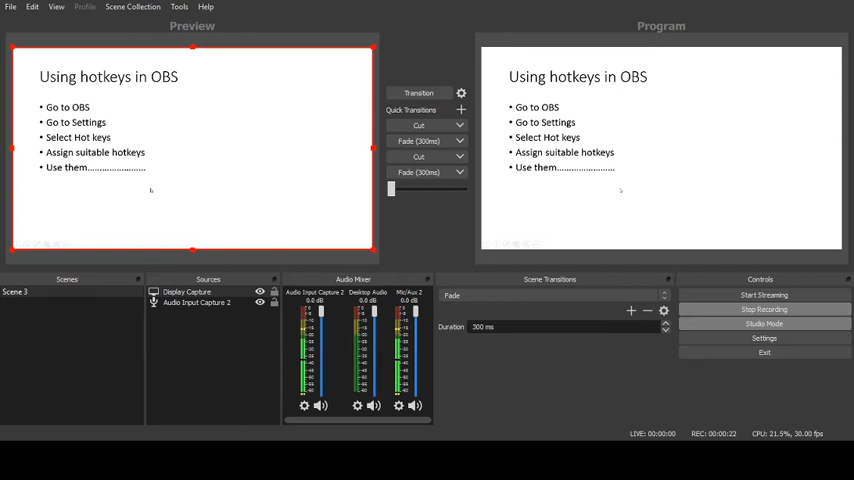 File Edit View Profile Scene Collection Tools Help
Preview
Program
Using hotkeys in OBS
• Go to OBS
• Go to Settings
• Select Hot keys
• Assign suitable hotkeys
• Use them.......................
Transition
Quick Transitions
Cut
Fade (300ms)
Cut
Fade (300ms)
Using hotkeys in OBS
• Go to OBS
• Go to Settings
• Select Hot keys
• Assign suitable hotkeys
• Use them.......................
Scenes
Scene 3
Sources
Display Capture
Audio Input Capture 2
Audio Mixer
Audio Input Capture 2 Desktop Audio Mic/Aux 2
0.0 dB 0.0 dB 0.0 dB
Scene Transitions
Fade
Duration 300 ms
Controls
Start Streaming
Stop Recording
Studio Mode
Settings
Exit
LIVE: 00:00:00 REC: 00:00:22 CPU: 21.5%, 30.00 fps